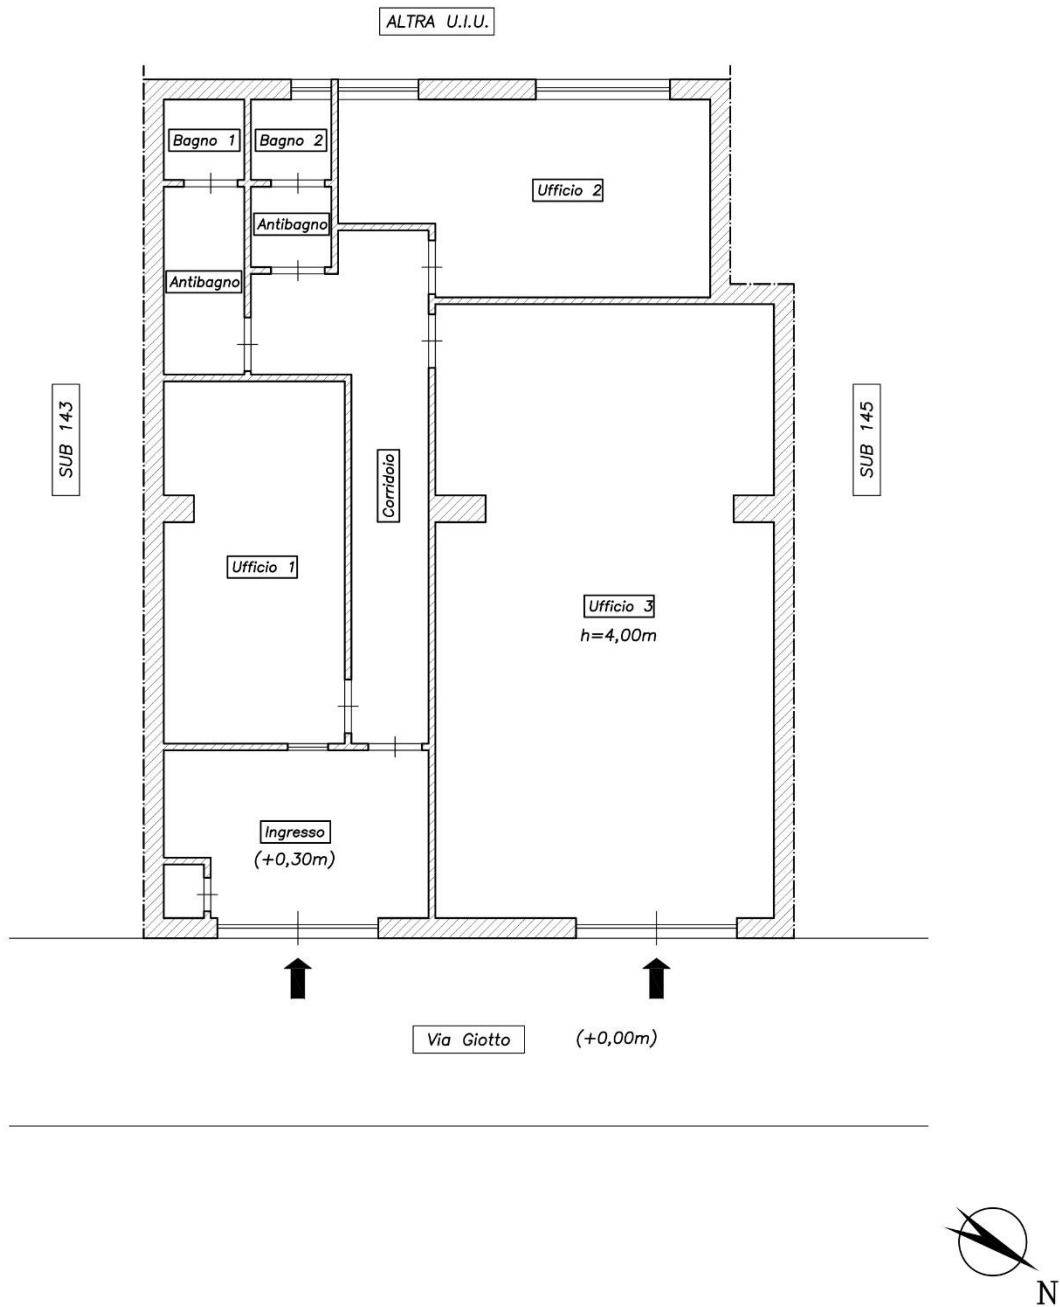 ALTRA U.I.U.
Bagno 1
Bagno 2
Ufficio 2
Antibagno
Antibagno
SUB 143
SUB 145
Corridoio
Ufficio 1
Ufficio 3
h=4,00m
Ingresso
(+0,30m)
Via Giotto (+0,00m)
N